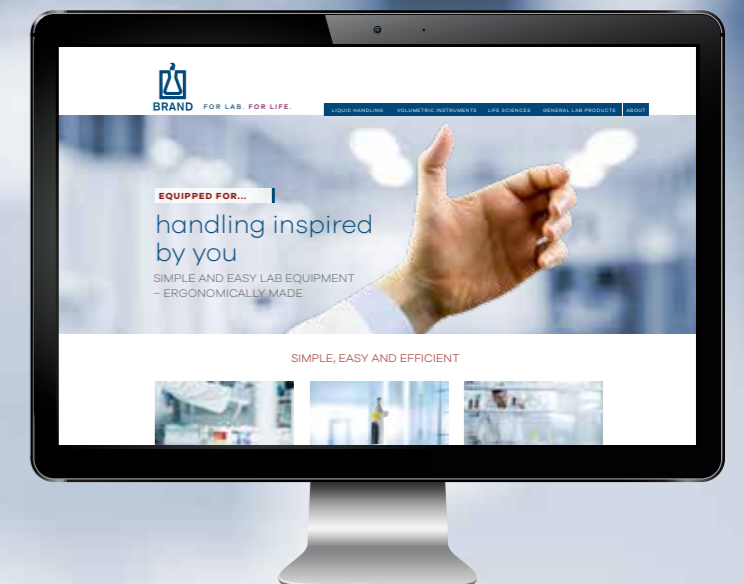 BRAND FOR LAB. FOR LIFE.
LIQUID HANDLING VOLUMETRIC INSTRUMENTS LIFE SCIENCES GENERAL LAB PRODUCTS ABOUT
EQUIPPED FOR...
handling inspired
by you
SIMPLE AND EASY LAB EQUIPMENT
– ERGONOMICALLY MADE
SIMPLE, EASY AND EFFICIENT